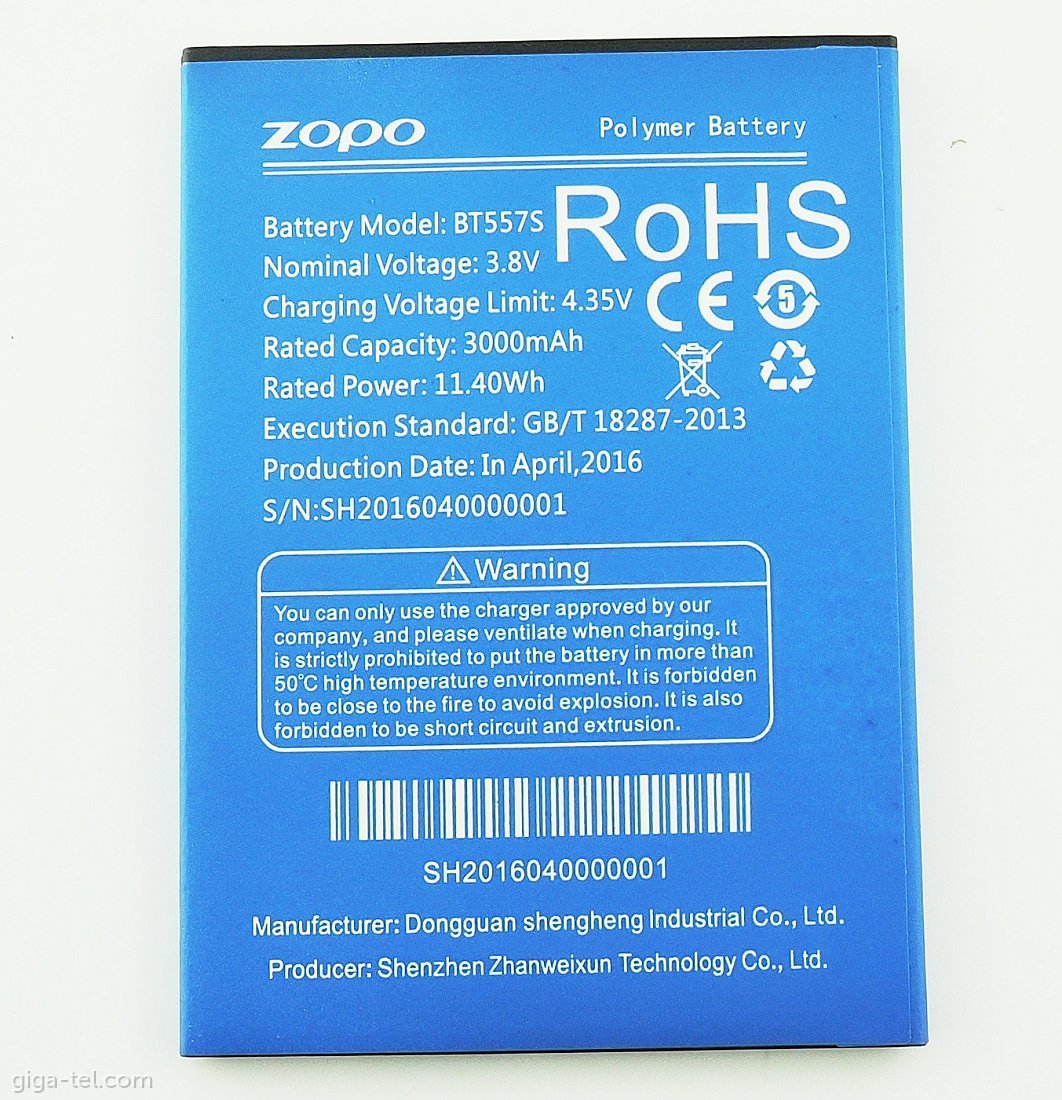 ZOPO
Polymer Battery
RoHS
Battery Model: BT557S
Nominal Voltage: 3.8V
Charging Voltage Limit: 4.35V
CE
5
Rated Capacity: 3000mAh
Rated Power: 11.40Wh
Execution Standard: GB/T 18287-2013
Production Date: In April,2016
S/N:SH2016040000001
Warning
You can only use the charger approved by our
company, and please ventilate when charging. It
is strictly prohibited to put the battery in more than
50℃ high temperature environment. It is forbidden
to be close to the fire to avoid explosion. It is also
forbidden to be short circuit and extrusion.
SH2016040000001
Manufacturer: Dongguan shengheng Industrial Co., Ltd.
Producer: Shenzhen Zhanweixun Technology Co., Ltd.
giga-tel.com